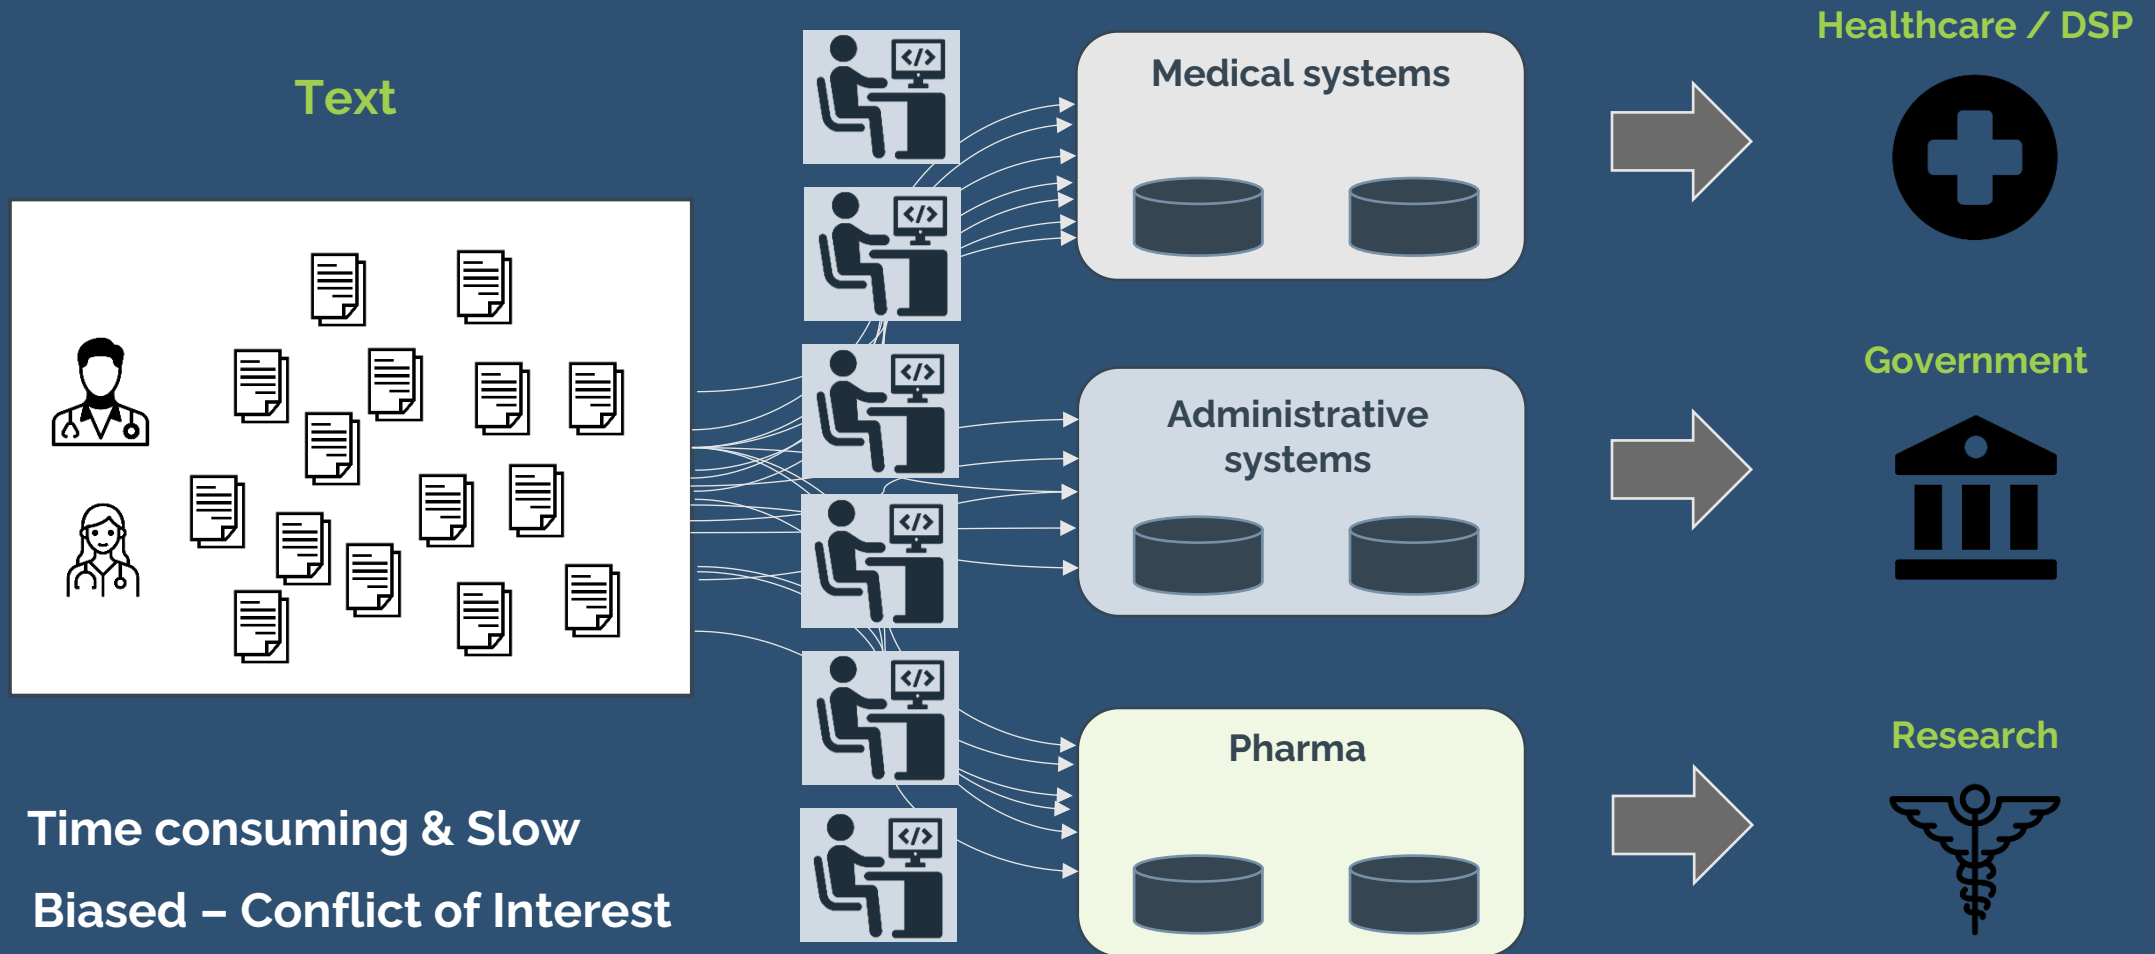 Text
Time consuming & Slow
Biased – Conflict of Interest
</>
</>
</>
</>
</>
</>
Medical systems
Administrative
systems
Pharma
Healthcare / DSP
Government
Research